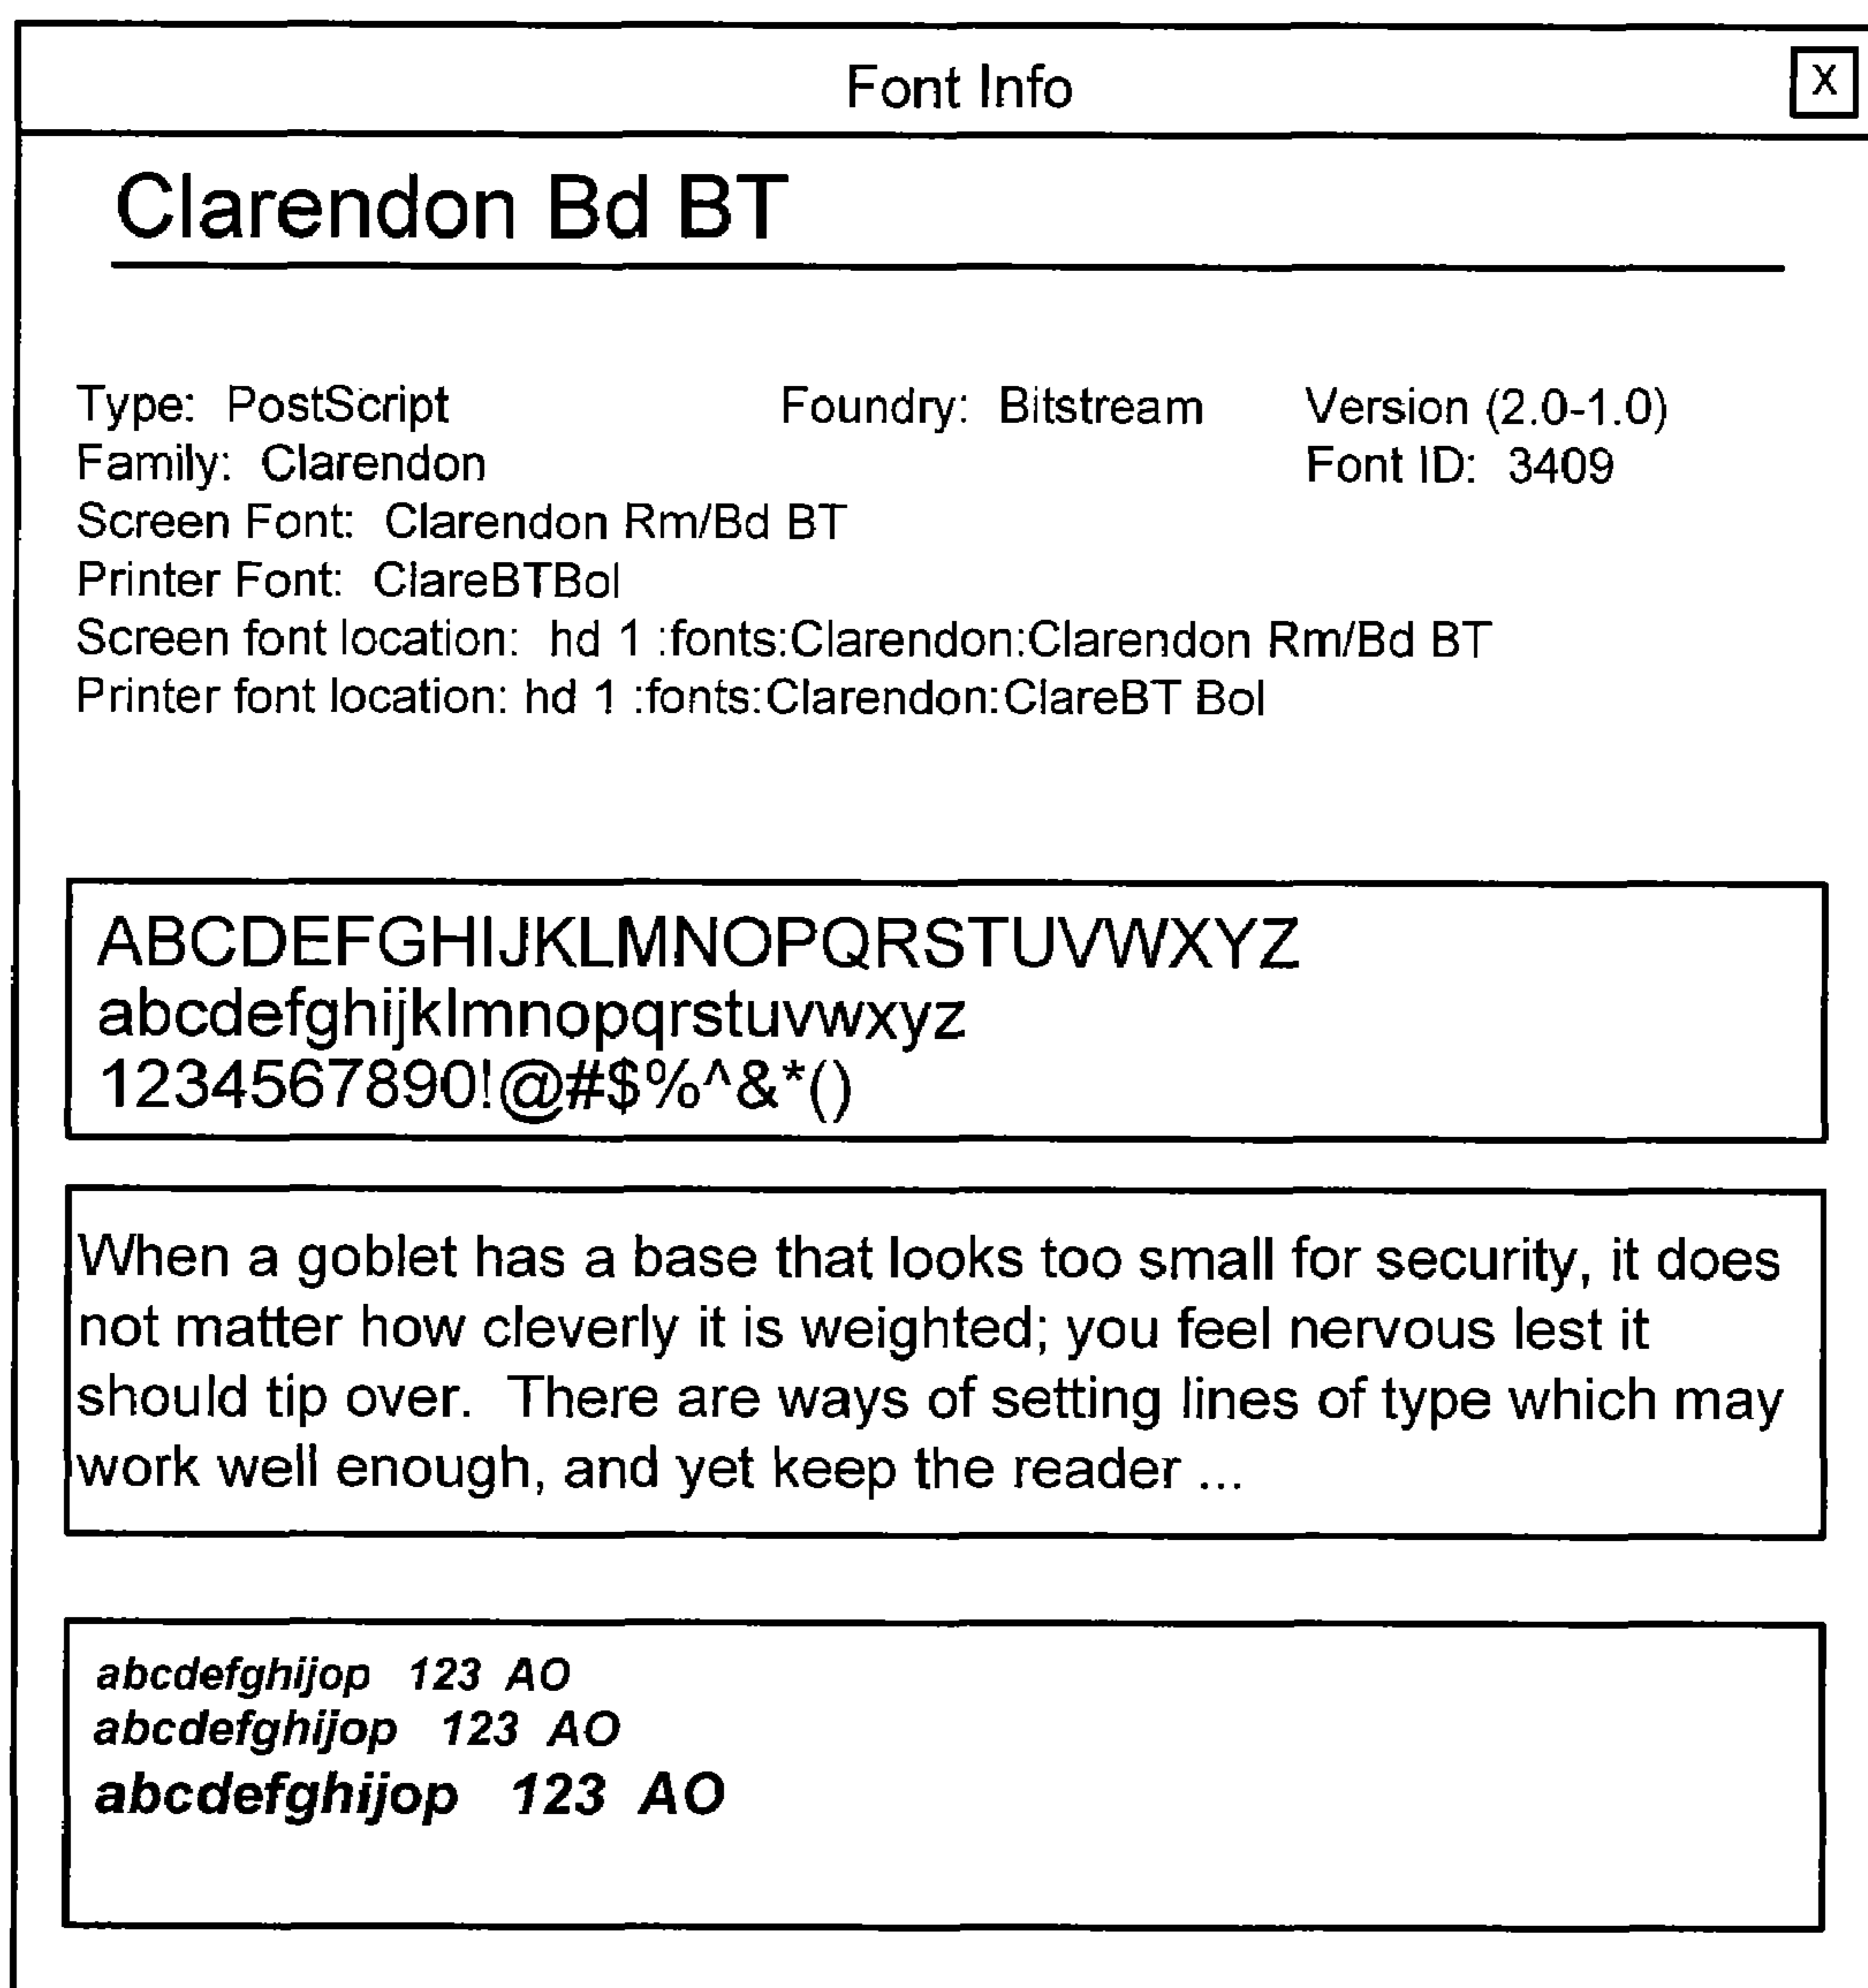 Font Info
X
Clarendon Bd BT
Type: PostScript Foundry: Bitstream Version (2.0-1.0)
Family: Clarendon Font ID: 3409
Screen Font: Clarendon Rm/Bd BT
Printer Font: ClareBTBol
Screen font location: hd 1 :fonts:Clarendon:Clarendon Rm/Bd BT
Printer font location: hd 1 :fonts:Clarendon:ClareBT Bol
ABCDEFGHIJKLMNOPQRSTUVWXYZ
abcdefghijklmnopqrstuvwxyz
1234567890!@#$%^&*()
When a goblet has a base that looks too small for security, it does
not matter how cleverly it is weighted; you feel nervous lest it
should tip over. There are ways of setting lines of type which may
work well enough, and yet keep the reader ...
abcdefghijop 123 AO
abcdefghijop 123 AO
abcdefghijop 123 AO